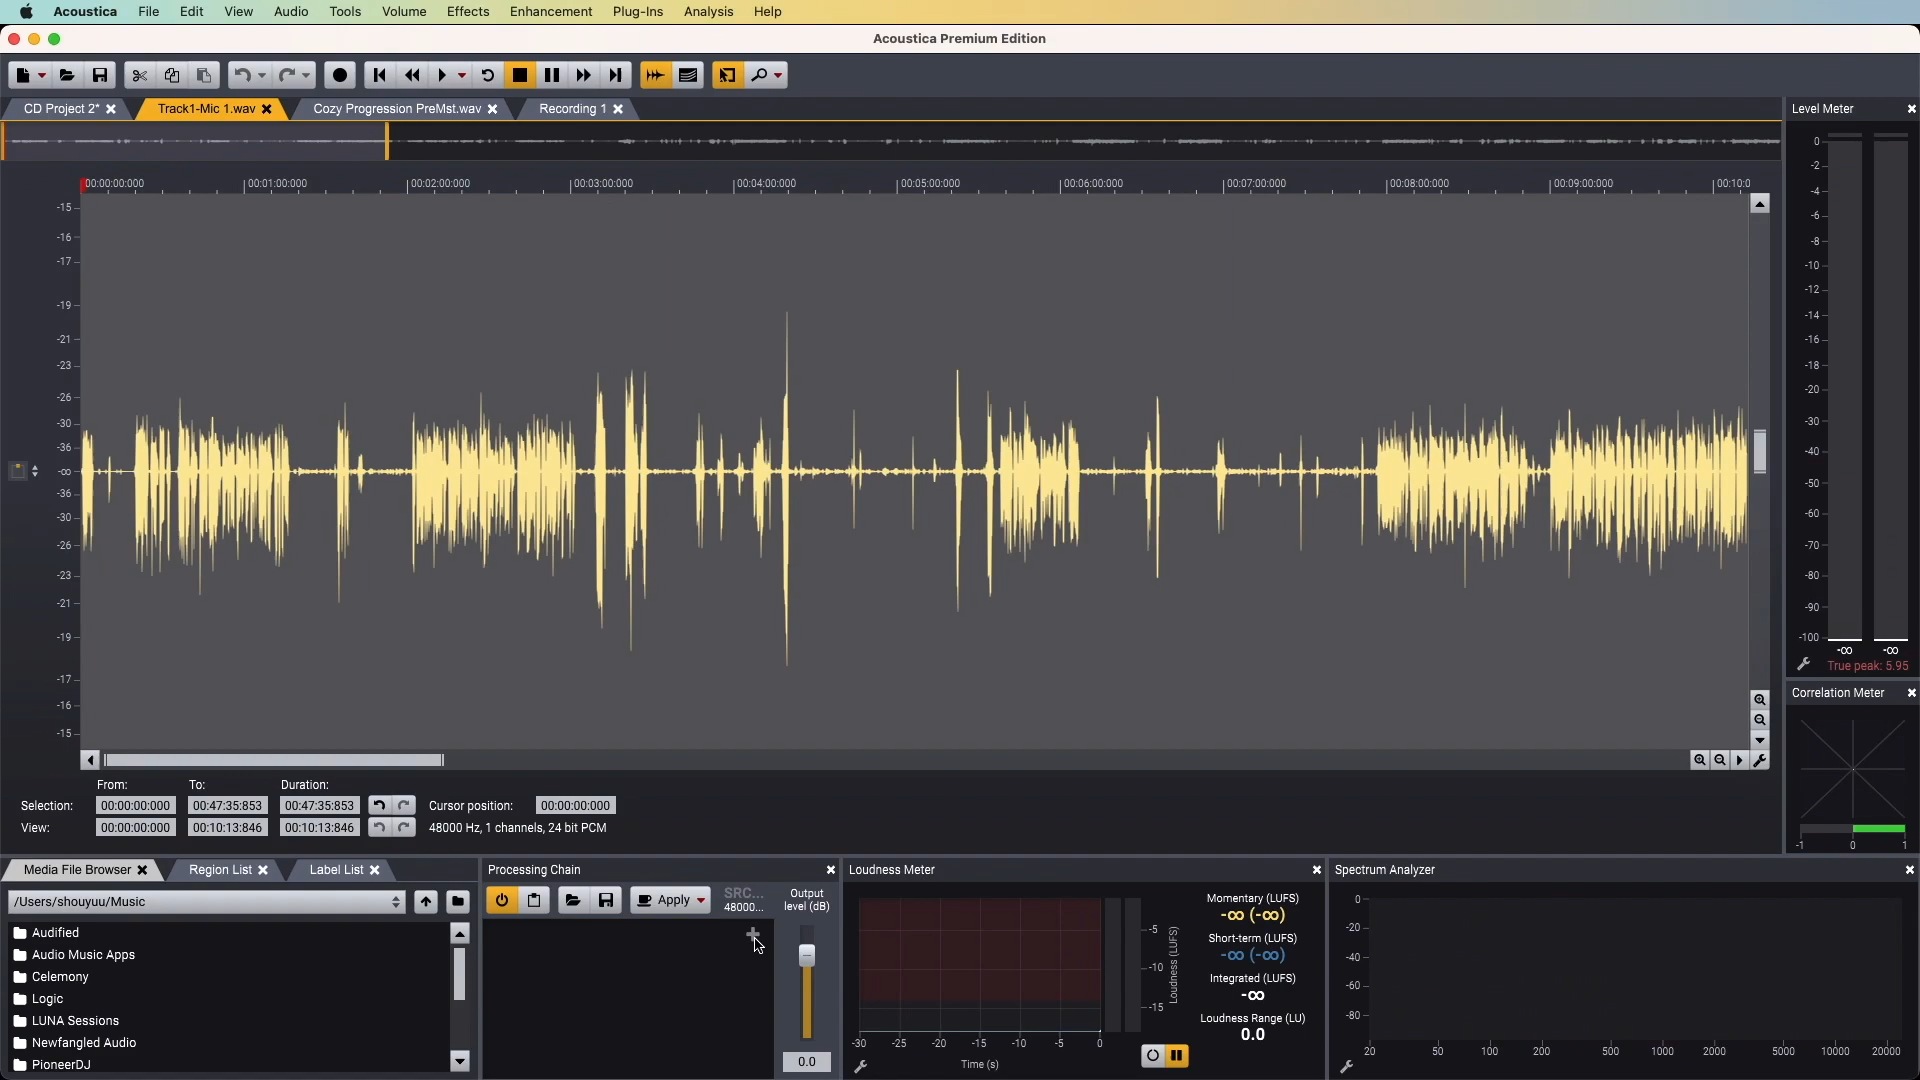 Acoustica File Edit View Audio Tools Volume Effects Enhancement Plug-Ins Analysis Help
Acoustica Premium Edition
CD Project 2* Track1-Mic 1.wav Cozy Progression PreMst.wav Recording 1
00:00:00:000 00:01:00:000 00:02:00:000 00:03:00:000 00:04:00:000 00:05:00:000 00:06:00:000 00:07:00:000 00:08:00:000 00:09:00:000 00:10:0
-15
-16
-17
-19
-21
-23
-26
-30
-36
-∞
-36
-30
-26
-23
-21
-19
-17
-16
-15
Level Meter
0
-2
-4
-6
-8
-10
-12
-14
-16
-18
-20
-30
-40
-50
-60
-70
-80
-90
-100
-∞ -∞
True peak: 5.95
Correlation Meter
-1 0 1
From: To: Duration:
Selection: 00:00:00:000 00:47:35:853 00:47:35:853 Cursor position: 00:00:00:000
View: 00:00:00:000 00:10:13:846 00:10:13:846 48000 Hz, 1 channels, 24 bit PCM
Media File Browser Region List Label List
/Users/shouyuu/Music
Audified
Audio Music Apps
Celemony
Logic
LUNA Sessions
Newfangled Audio
PioneerDJ
Processing Chain
Apply
SRC...
48000...
Output
level (dB)
0.0
Loudness Meter
-5
-10
-15
Loudness (LUFS)
-30 -25 -20 -15 -10 -5 0
Time (s)
Momentary (LUFS)
-∞ (-∞)
Short-term (LUFS)
-∞ (-∞)
Integrated (LUFS)
-∞
Loudness Range (LU)
0.0
Spectrum Analyzer
0
-20
-40
-60
-80
20 50 100 200 500 1000 2000 5000 10000 20000